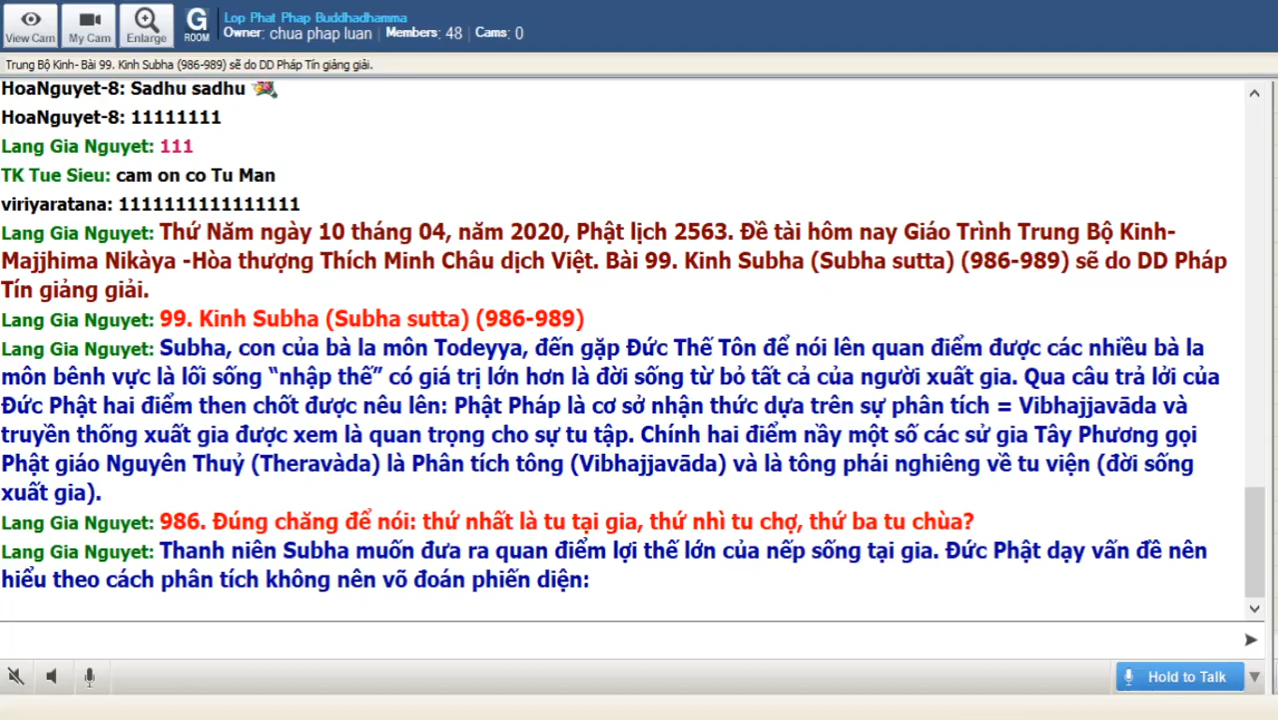 View Cam
My Cam
Enlarge
G
ROOM
Lop Phat Phap Buddhadhamma
Owner: chua phap luan | Members: 48 | Cams: 0
Trung Bộ Kinh- Bài 99. Kinh Subha (986-989) sẽ do DD Pháp Tín giảng giải.
HoaNguyet-8: Sadhu sadhu
HoaNguyet-8: 11111111
Lang Gia Nguyet: 111
TK Tue Sieu: cam on co Tu Man
viriyaratana: 1111111111111111
Lang Gia Nguyet: Thứ Năm ngày 10 tháng 04, năm 2020, Phật lịch 2563. Đề tài hôm nay Giáo Trình Trung Bộ Kinh-
Majjhima Nikàya -Hòa thượng Thích Minh Châu dịch Việt. Bài 99. Kinh Subha (Subha sutta) (986-989) sẽ do DD Pháp
Tín giảng giải.
Lang Gia Nguyet: 99. Kinh Subha (Subha sutta) (986-989)
Lang Gia Nguyet: Subha, con của bà la môn Todeyya, đến gặp Đức Thế Tôn để nói lên quan điểm được các nhiều bà la
môn bênh vực là lối sống “nhập thế” có giá trị lớn hơn là đời sống từ bỏ tất cả của người xuất gia. Qua câu trả lởi của
Đức Phật hai điểm then chốt được nêu lên: Phật Pháp là cơ sở nhận thức dựa trên sự phân tích = Vibhajjavāda và
truyền thống xuất gia được xem là quan trọng cho sự tu tập. Chính hai điểm nầy một số các sử gia Tây Phương gọi
Phật giáo Nguyên Thuỷ (Theravàda) là Phân tích tông (Vibhajjavāda) và là tông phái nghiêng về tu viện (đời sống
xuất gia).
Lang Gia Nguyet: 986. Đúng chăng để nói: thứ nhất là tu tại gia, thứ nhì tu chợ, thứ ba tu chùa?
Lang Gia Nguyet: Thanh niên Subha muốn đưa ra quan điểm lợi thế lớn của nếp sống tại gia. Đức Phật dạy vấn đề nên
hiểu theo cách phân tích không nên võ đoán phiến diện:
Hold to Talk